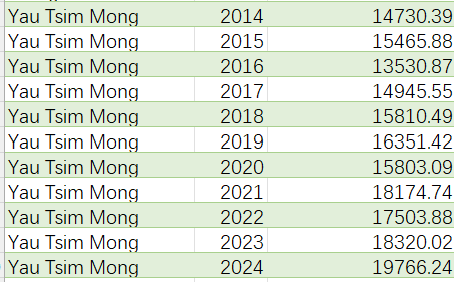 Yau Tsim Mong 2014 14730.39
Yau Tsim Mong 2015 15465.88
Yau Tsim Mong 2016 13530.87
Yau Tsim Mong 2017 14945.55
Yau Tsim Mong 2018 15810.49
Yau Tsim Mong 2019 16351.42
Yau Tsim Mong 2020 15803.09
Yau Tsim Mong 2021 18174.74
Yau Tsim Mong 2022 17503.88
Yau Tsim Mong 2023 18320.02
Yau Tsim Mong 2024 19766.24